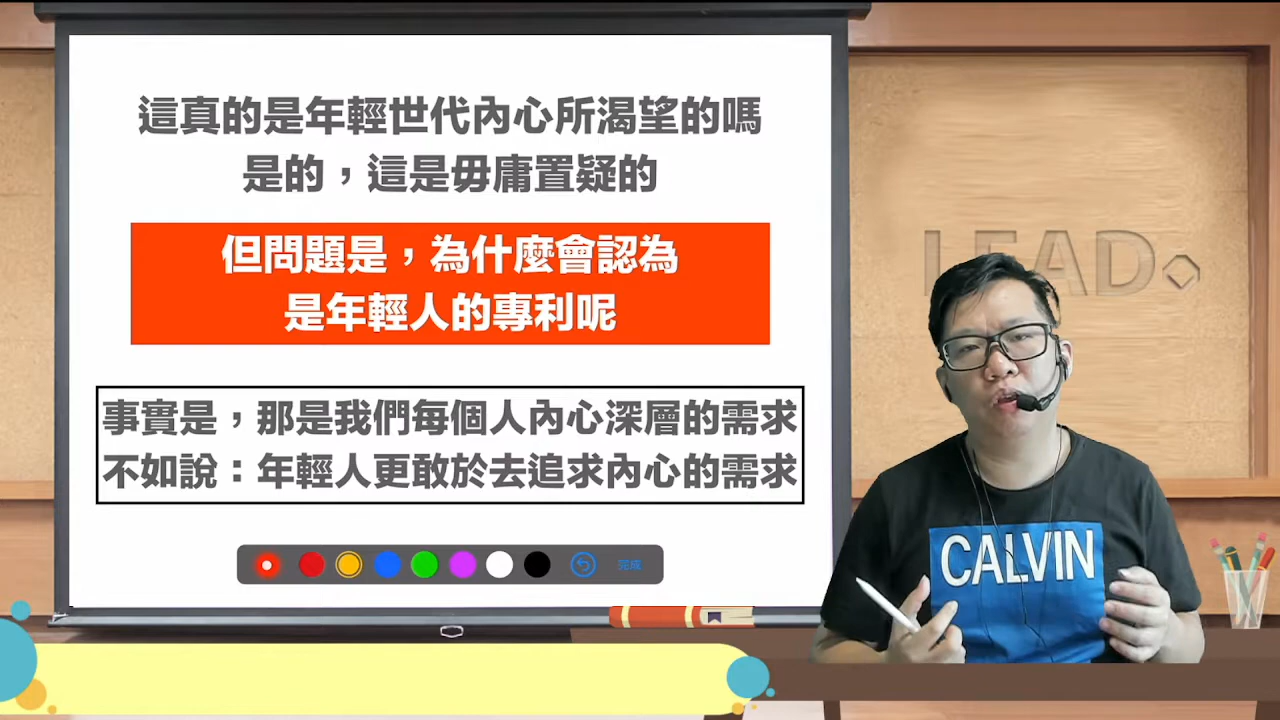 這真的是年輕世代內心所渴望的嗎
是的，這是毋庸置疑的
但問題是，為什麼會認為
是年輕人的專利呢
事實是，那是我們每個人內心深層的需求
不如說：年輕人更敢於去追求內心的需求
完成
LEAD
CALVIN